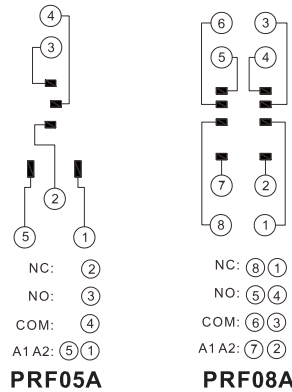 4
3
2
5 1
NC: 2
NO: 3
COM: 4
A1 A2: 5 1
PRF05A
6 3
5 4
7 2
8 1
NC: 8 1
NO: 5 4
COM: 6 3
A1 A2: 7 2
PRF08A